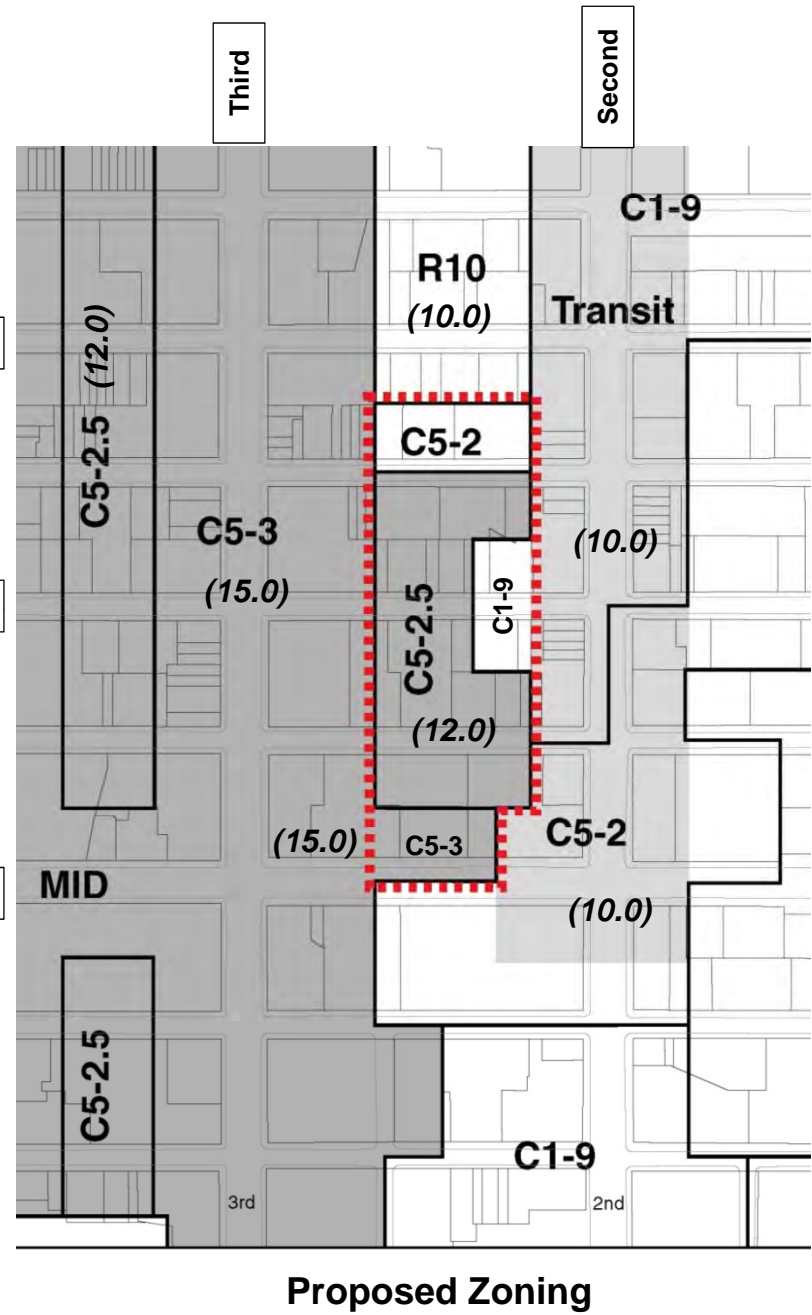 Third
Second
C1-9
R10
(10.0)
Transit
(12.0)
C5-2.5
C5-2
C5-3
(15.0)
(10.0)
C1-9
C5-2.5
(12.0)
(15.0)
C5-3
C5-2
MID
(10.0)
C5-2.5
C1-9
3rd
2nd
Proposed Zoning